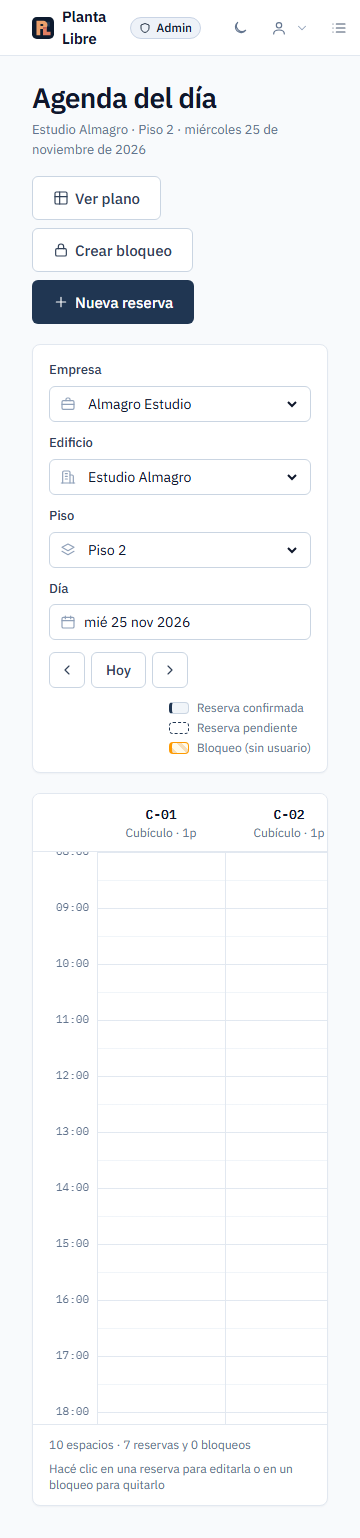 Planta
Libre
Admin
Agenda del día
Estudio Almagro · Piso 2 · miércoles 25 de
noviembre de 2026
Ver plano
Crear bloqueo
Nueva reserva
Empresa
Almagro Estudio
Edificio
Estudio Almagro
Piso
Piso 2
Día
mié 25 nov 2026
Hoy
Reserva confirmada
Reserva pendiente
Bloqueo (sin usuario)
C-01 C-02
Cubículo · 1p Cubículo · 1p
08:00
09:00
10:00
11:00
12:00
13:00
14:00
15:00
16:00
17:00
18:00
10 espacios · 7 reservas y 0 bloqueos
Hacé clic en una reserva para editarla o en un
bloqueo para quitarlo